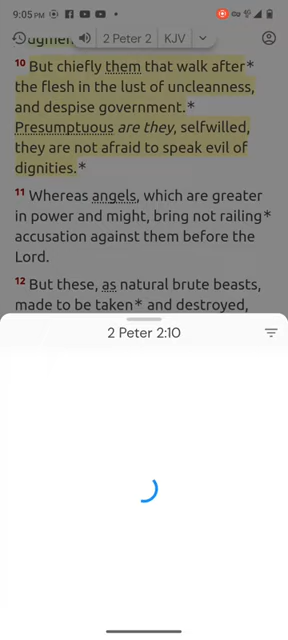 9:05 PM
2 Peter 2 KJV
10 But chiefly them that walk after*
the flesh in the lust of uncleanness,
and despise government.*
Presumptuous are they, selfwilled,
they are not afraid to speak evil of
dignities.*
11 Whereas angels, which are greater
in power and might, bring not railing*
accusation against them before the
Lord.
12 But these, as natural brute beasts,
made to be taken* and destroyed,
2 Peter 2:10